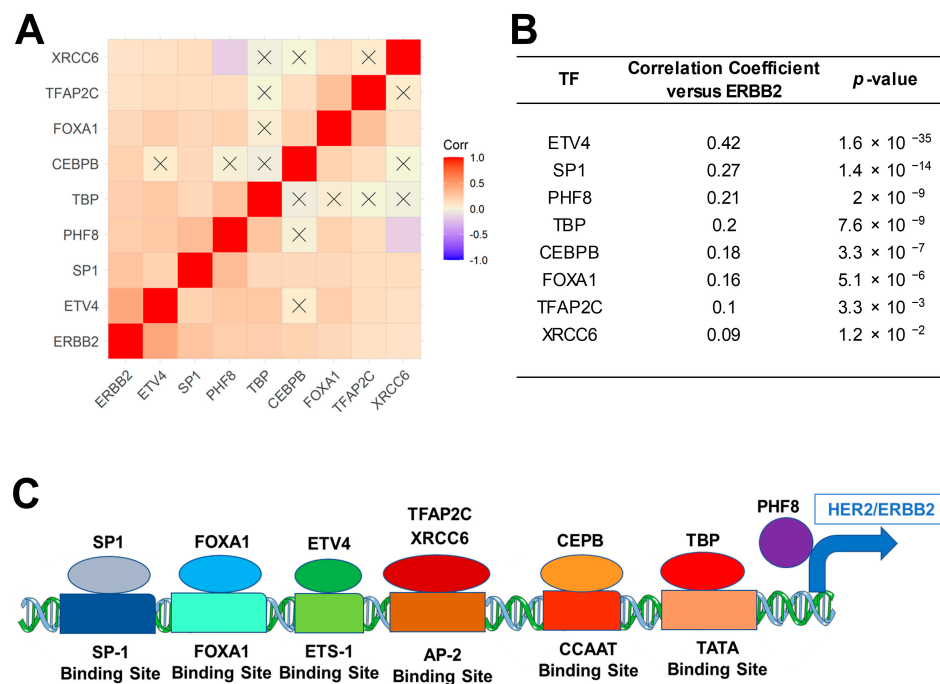 A
XRCC6
TFAP2C
FOXA1
CEBPB
TBP
PHF8
SP1
ETV4
ERBB2
ERBB2
ETV4
SP1
PHF8
TBP
CEBPB
FOXA1
TFAP2C
XRCC6
Corr
1.0
0.5
0.0
-0.5
-1.0
B
TF Correlation Coefficient versus ERBB2 p-value
ETV4 0.42 1.6 × 10 −35
SP1 0.27 1.4 × 10 −14
PHF8 0.21 2 × 10 −9
TBP 0.2 7.6 × 10 −9
CEBPB 0.18 3.3 × 10 −7
FOXA1 0.16 5.1 × 10 −6
TFAP2C 0.1 3.3 × 10 −3
XRCC6 0.09 1.2 × 10 −2
C
SP1
FOXA1
ETV4
TFAP2C
XRCC6
CEPB
TBP
PHF8
HER2/ERBB2
SP-1
Binding Site
FOXA1
Binding Site
ETS-1
Binding Site
AP-2
Binding Site
CCAAT
Binding Site
TATA
Binding Site